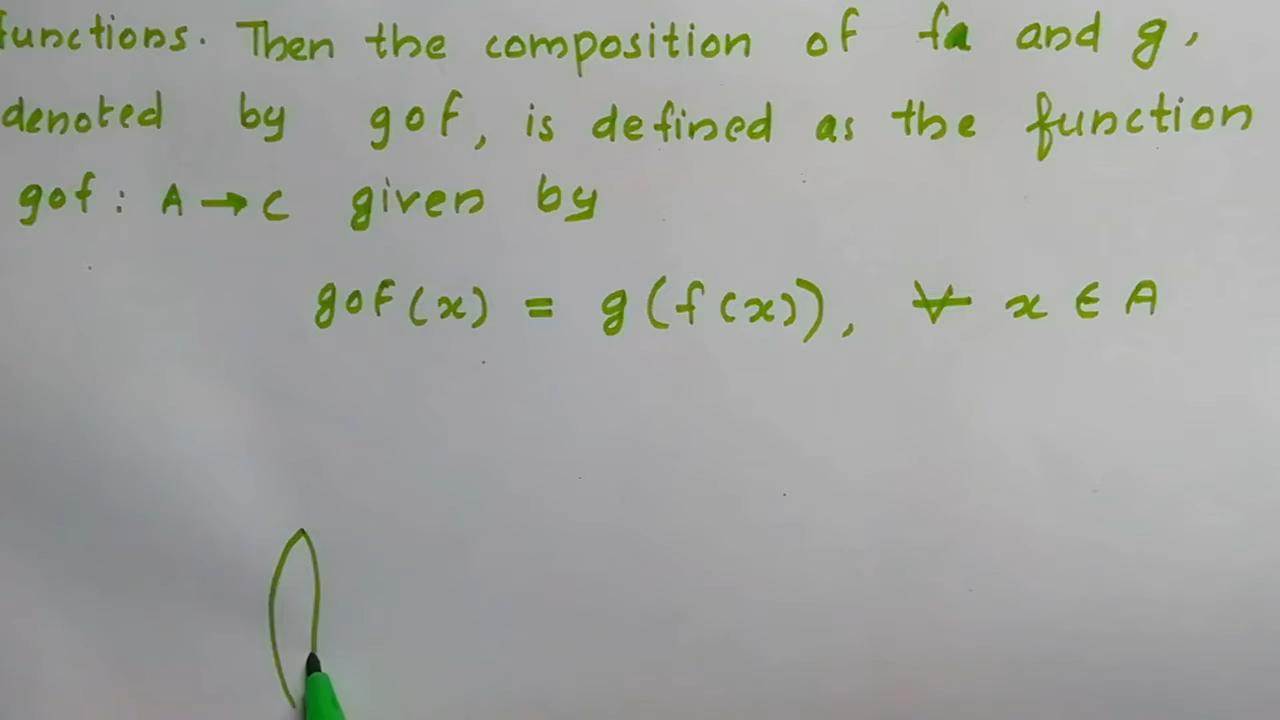 functions. Then the composition of fa and g,
denoted by gof, is defined as the function
gof: A → C given by
gof(x) = g(f(x)), ∀ x ∈ A